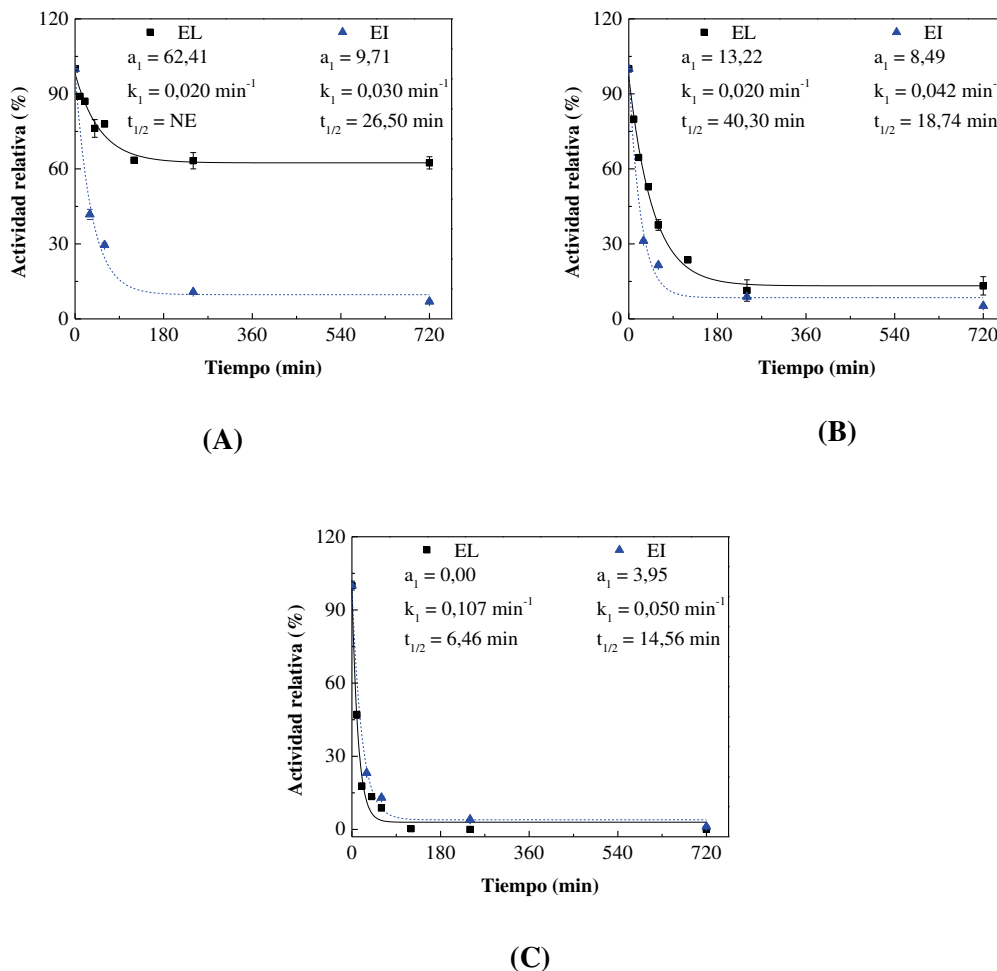 120
90
60
30
0
Actividad relativa (%)
EL
EI
a1 = 62,41
a1 = 9,71
k1 = 0,020 min-1
k1 = 0,030 min-1
t1/2 = NE
t1/2 = 26,50 min
0 180 360 540 720
Tiempo (min)
(A)
120
90
60
30
0
Actividad relativa (%)
EL
EI
a1 = 13,22
a1 = 8,49
k1 = 0,020 min-1
k1 = 0,042 min-1
t1/2 = 40,30 min
t1/2 = 18,74 min
0 180 360 540 720
Tiempo (min)
(B)
120
90
60
30
0
Actividad relativa (%)
EL
EI
a1 = 0,00
a1 = 3,95
k1 = 0,107 min-1
k1 = 0,050 min-1
t1/2 = 6,46 min
t1/2 = 14,56 min
0 180 360 540 720
Tiempo (min)
(C)